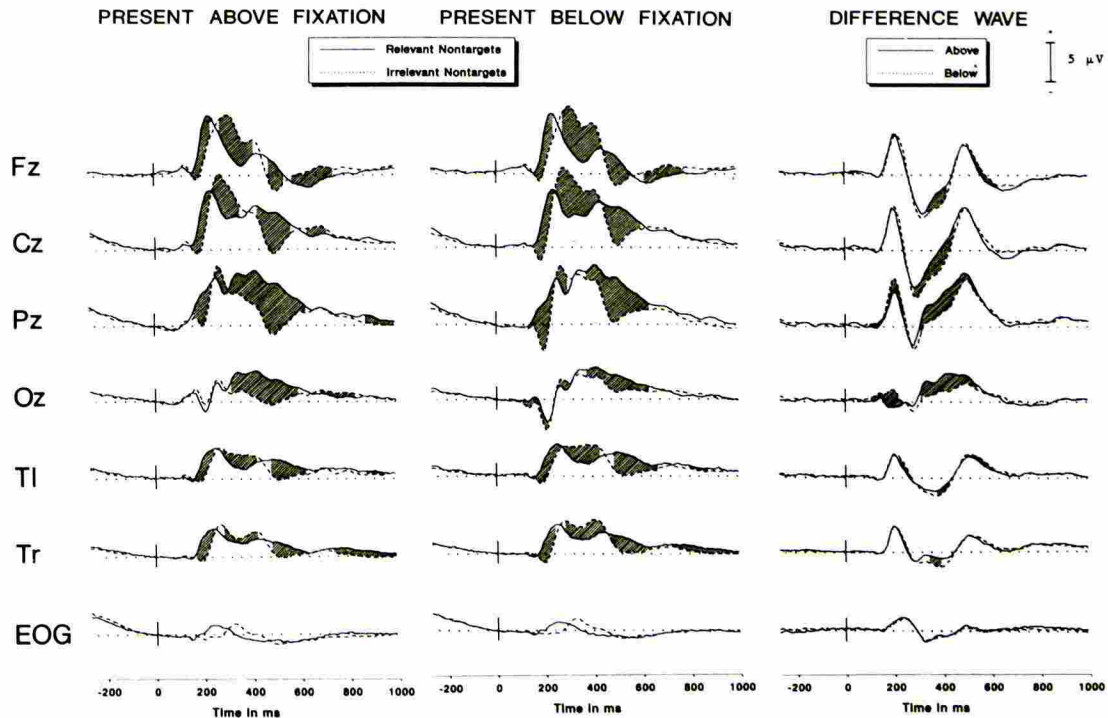 PRESENT ABOVE FIXATION PRESENT BELOW FIXATION DIFFERENCE WAVE
Relevant Nontargets
Irrelevant Nontargets
Above
Below
5 μV
Fz
Cz
Pz
Oz
Tl
Tr
EOG
-200 0 200 400 600 800 1000 -200 0 200 400 600 800 1000 -200 0 200 400 600 800 1000
Time in ms Time in ms Time in ms